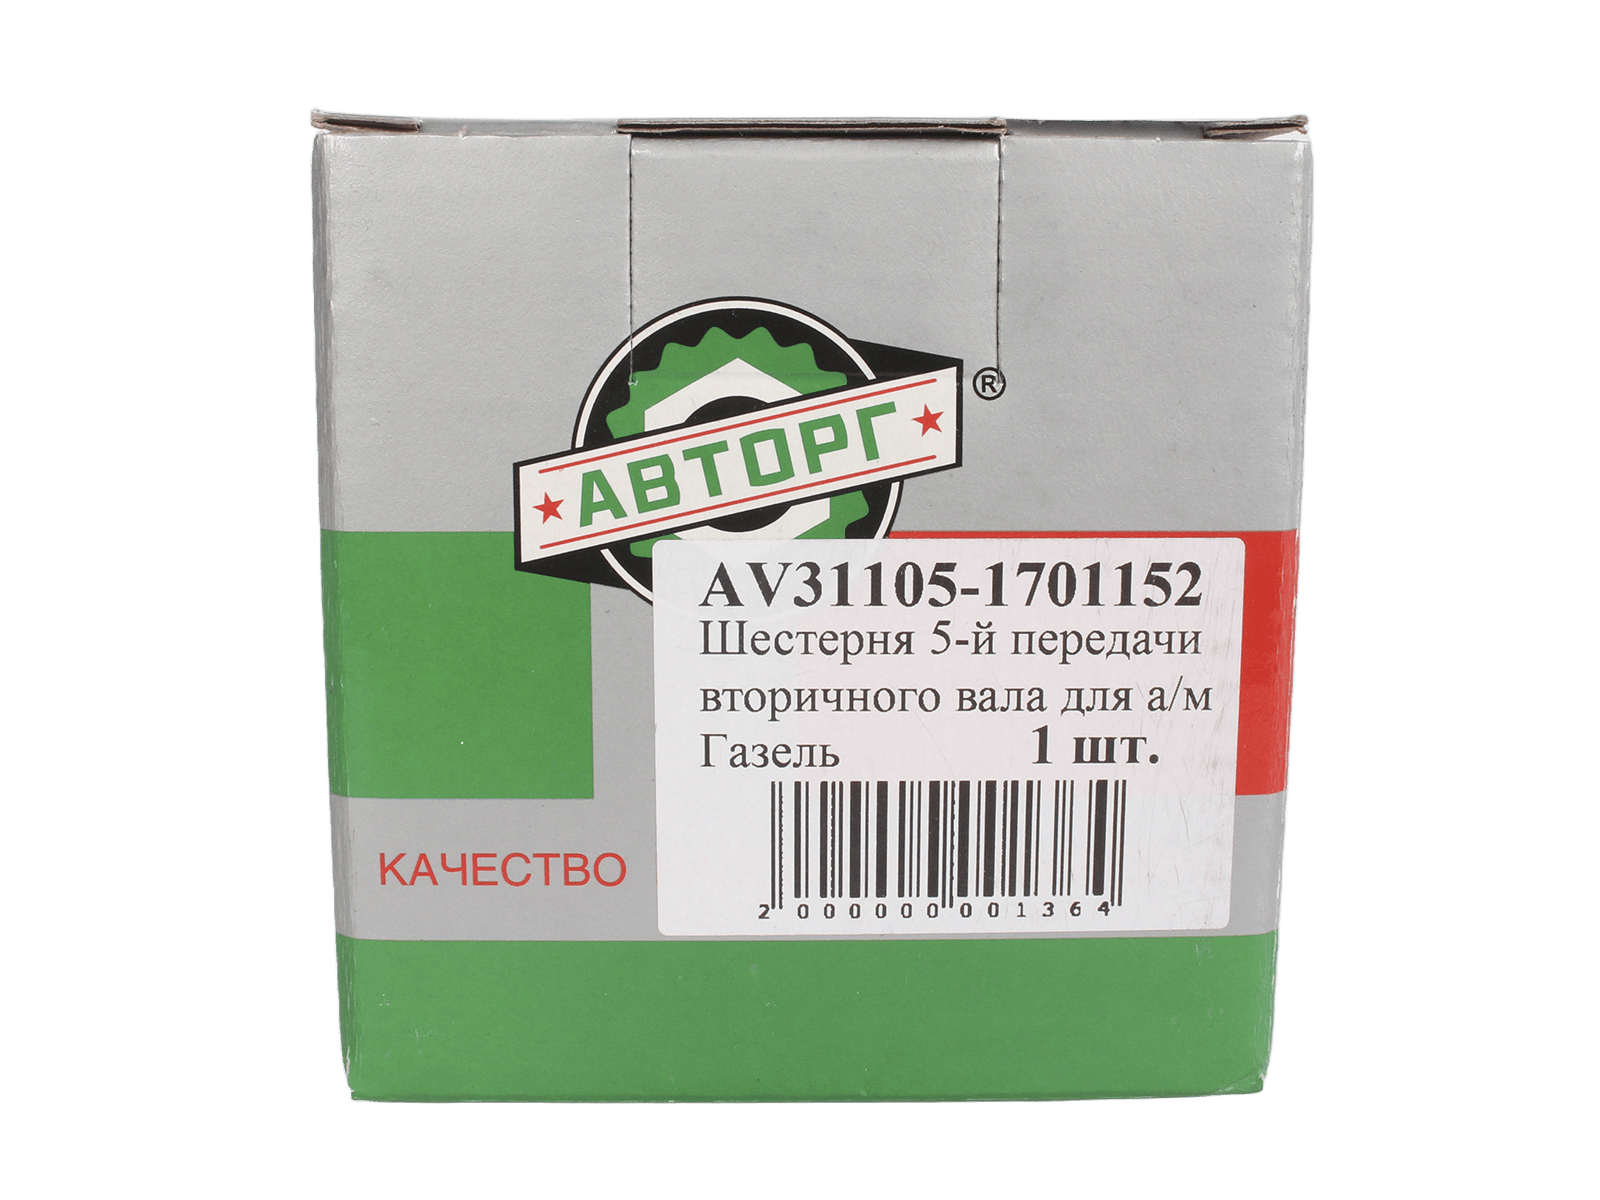 АВТОРГ
®
AV31105-1701152
Шестерня 5-й передачи
вторичного вала для а/м
Газель 1 шт.
2 000000 001364
КАЧЕСТВО